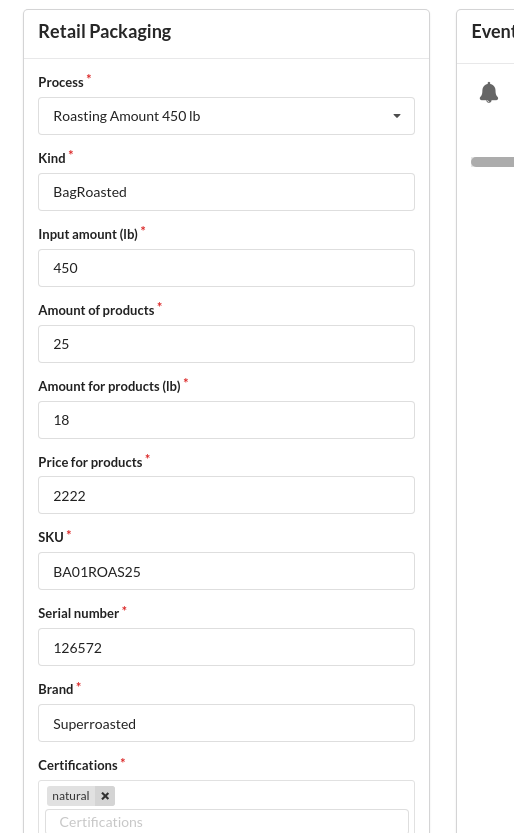 Retail Packaging
Process *
Roasting Amount 450 lb
Kind *
BagRoasted
Input amount (lb) *
450
Amount of products *
25
Amount for products (lb) *
18
Price for products *
2222
SKU *
BA01ROAS25
Serial number *
126572
Brand *
Superroasted
Certifications *
natural ×
Certifications
Event